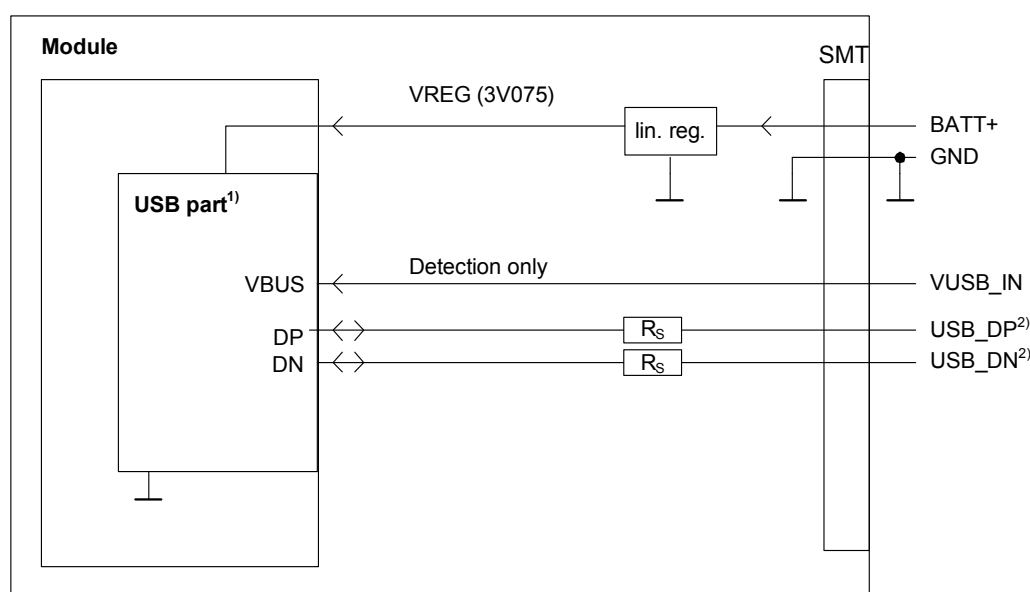 Module
SMT
VREG (3V075)
lin. reg.
BATT+
GND
USB part1)
Detection only
VBUS
VUSB_IN
DP
RS
USB_DP2)
DN
RS
USB_DN2)